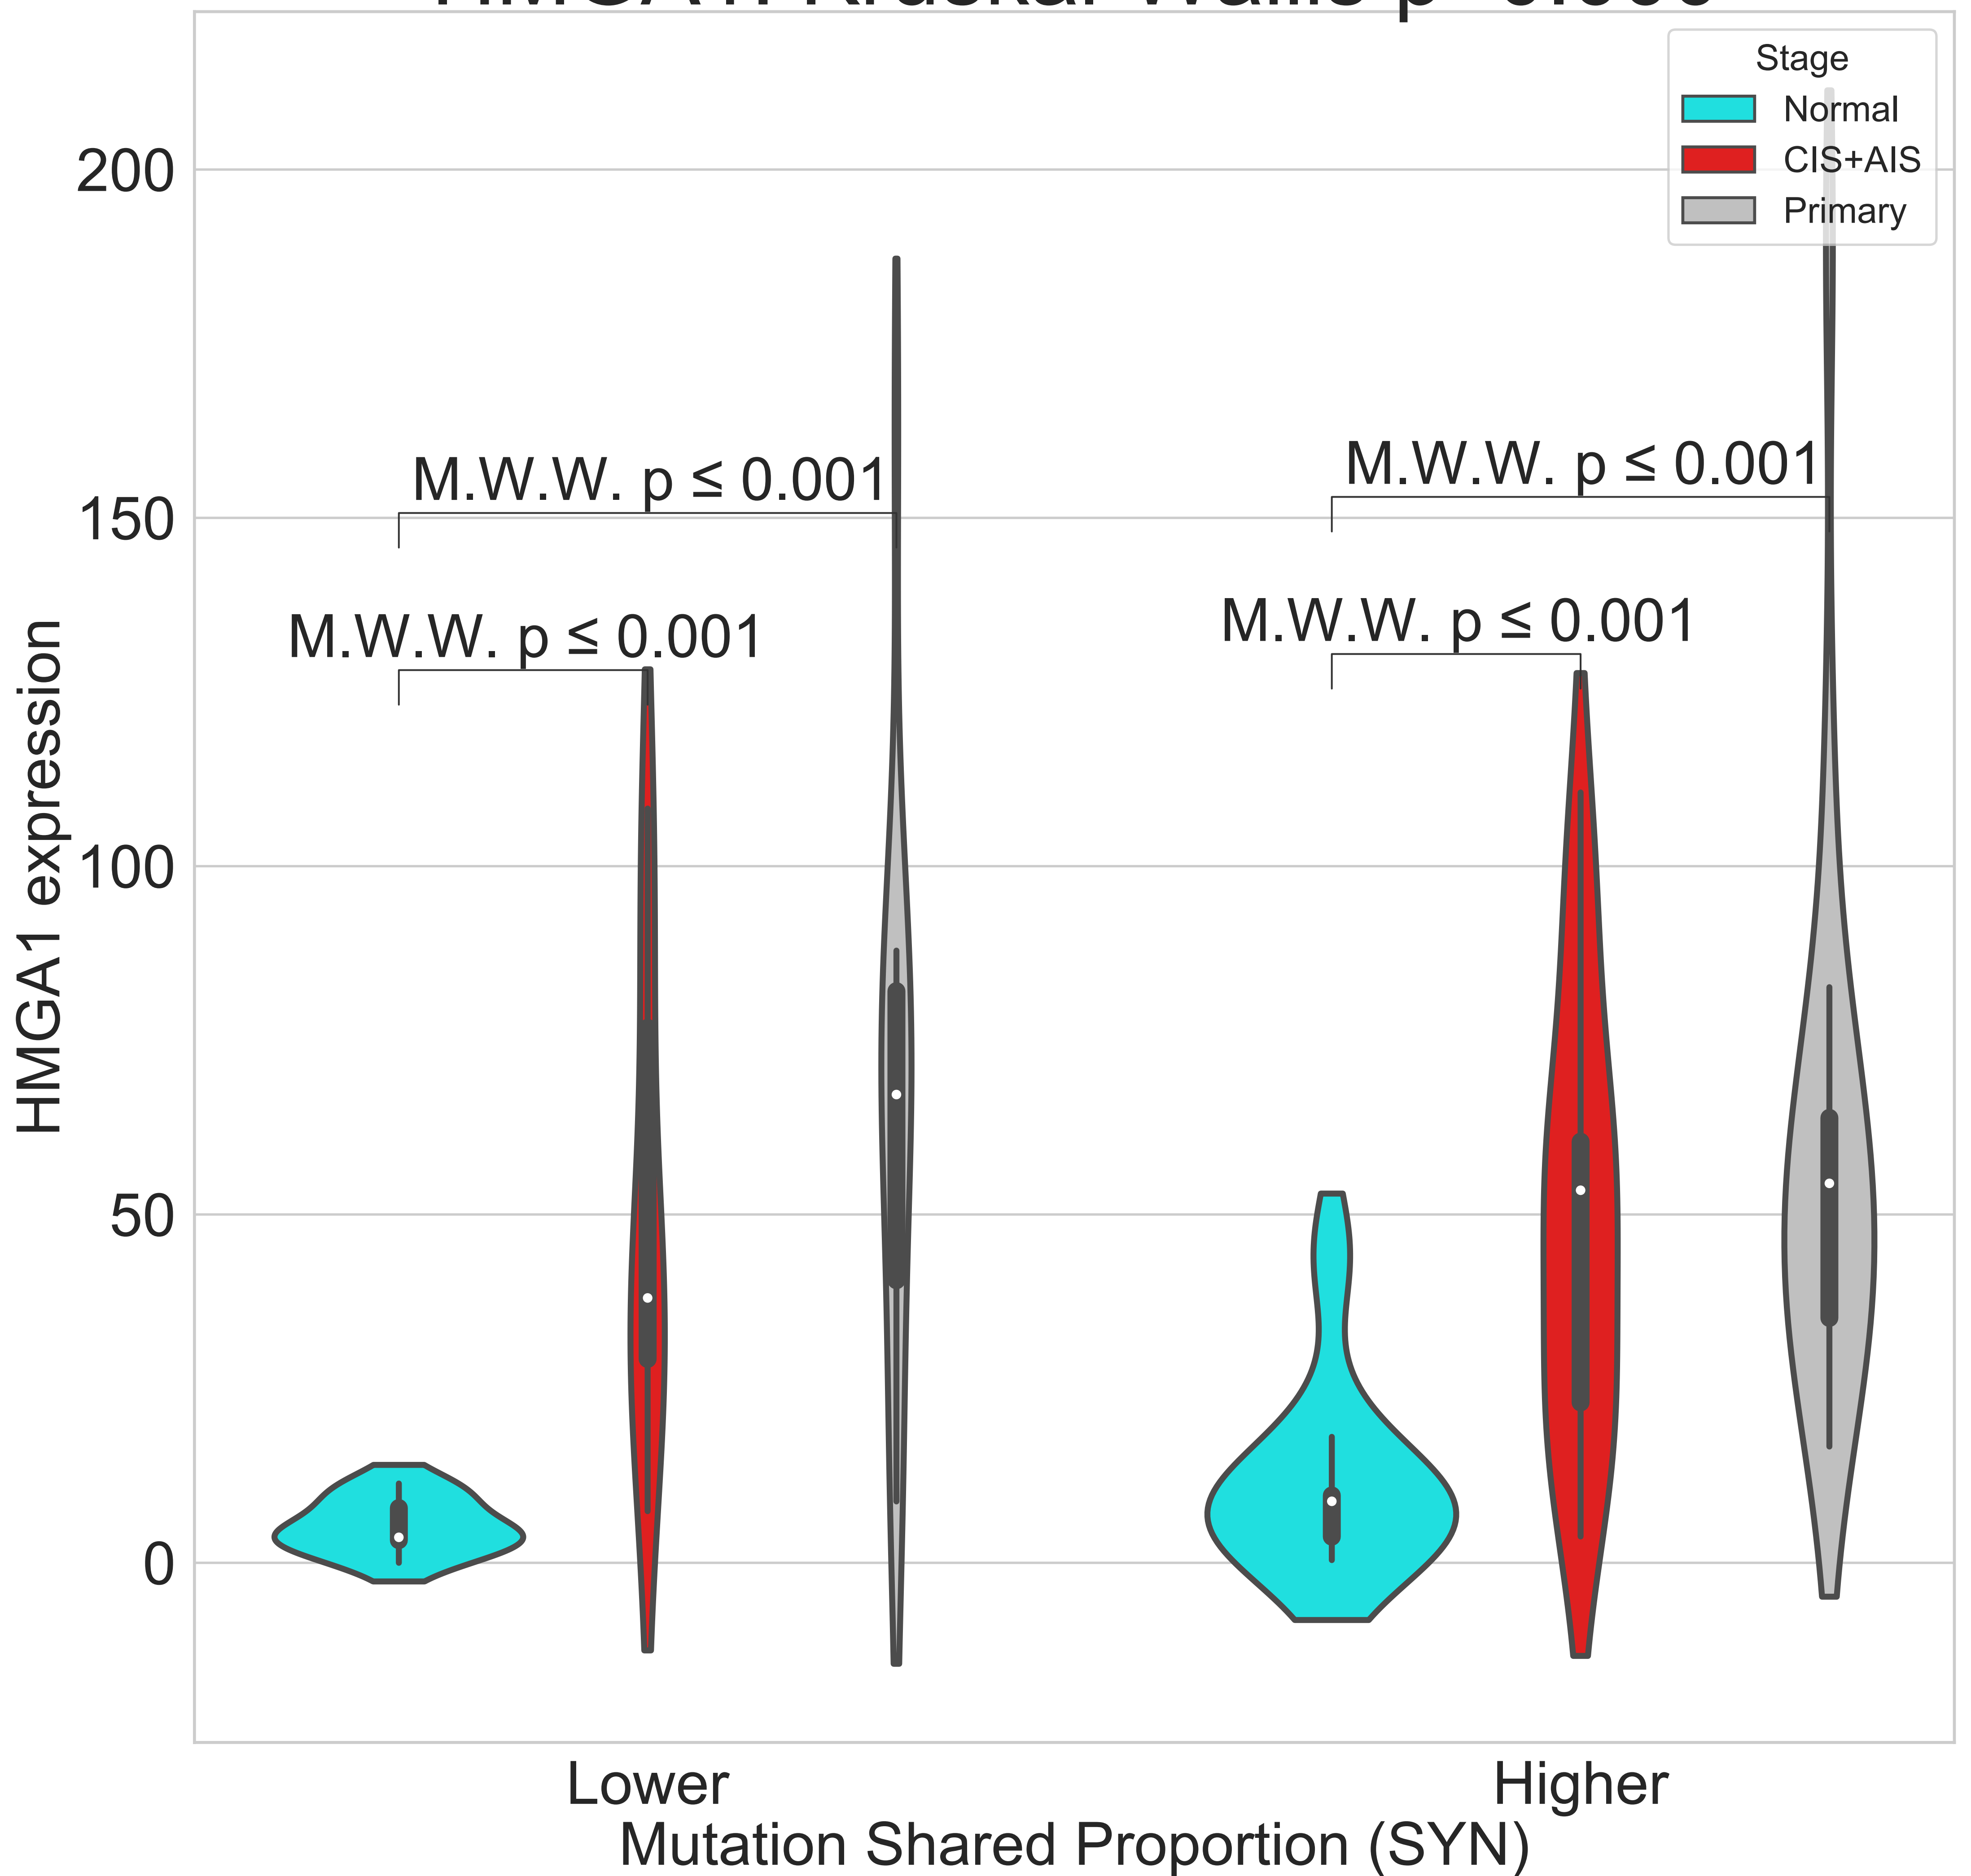 Stage
Normal
CIS+AIS
Primary
200
150
100
50
0
HMGA1 expression
M.W.W. p ≤ 0.001
M.W.W. p ≤ 0.001
M.W.W. p ≤ 0.001
M.W.W. p ≤ 0.001
Lower
Higher
Mutation Shared Proportion (SYN)